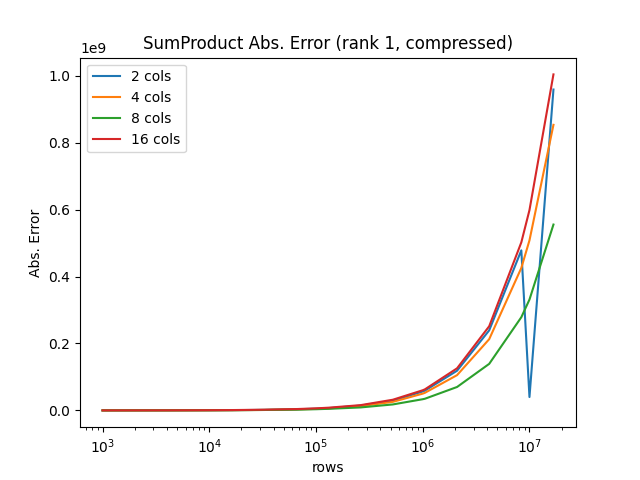 SumProduct Abs. Error (rank 1, compressed)
1e9
2 cols
4 cols
8 cols
16 cols
1.0
0.8
0.6
0.4
0.2
0.0
Abs. Error
10³ 10⁴ 10⁵ 10⁶ 10⁷
rows